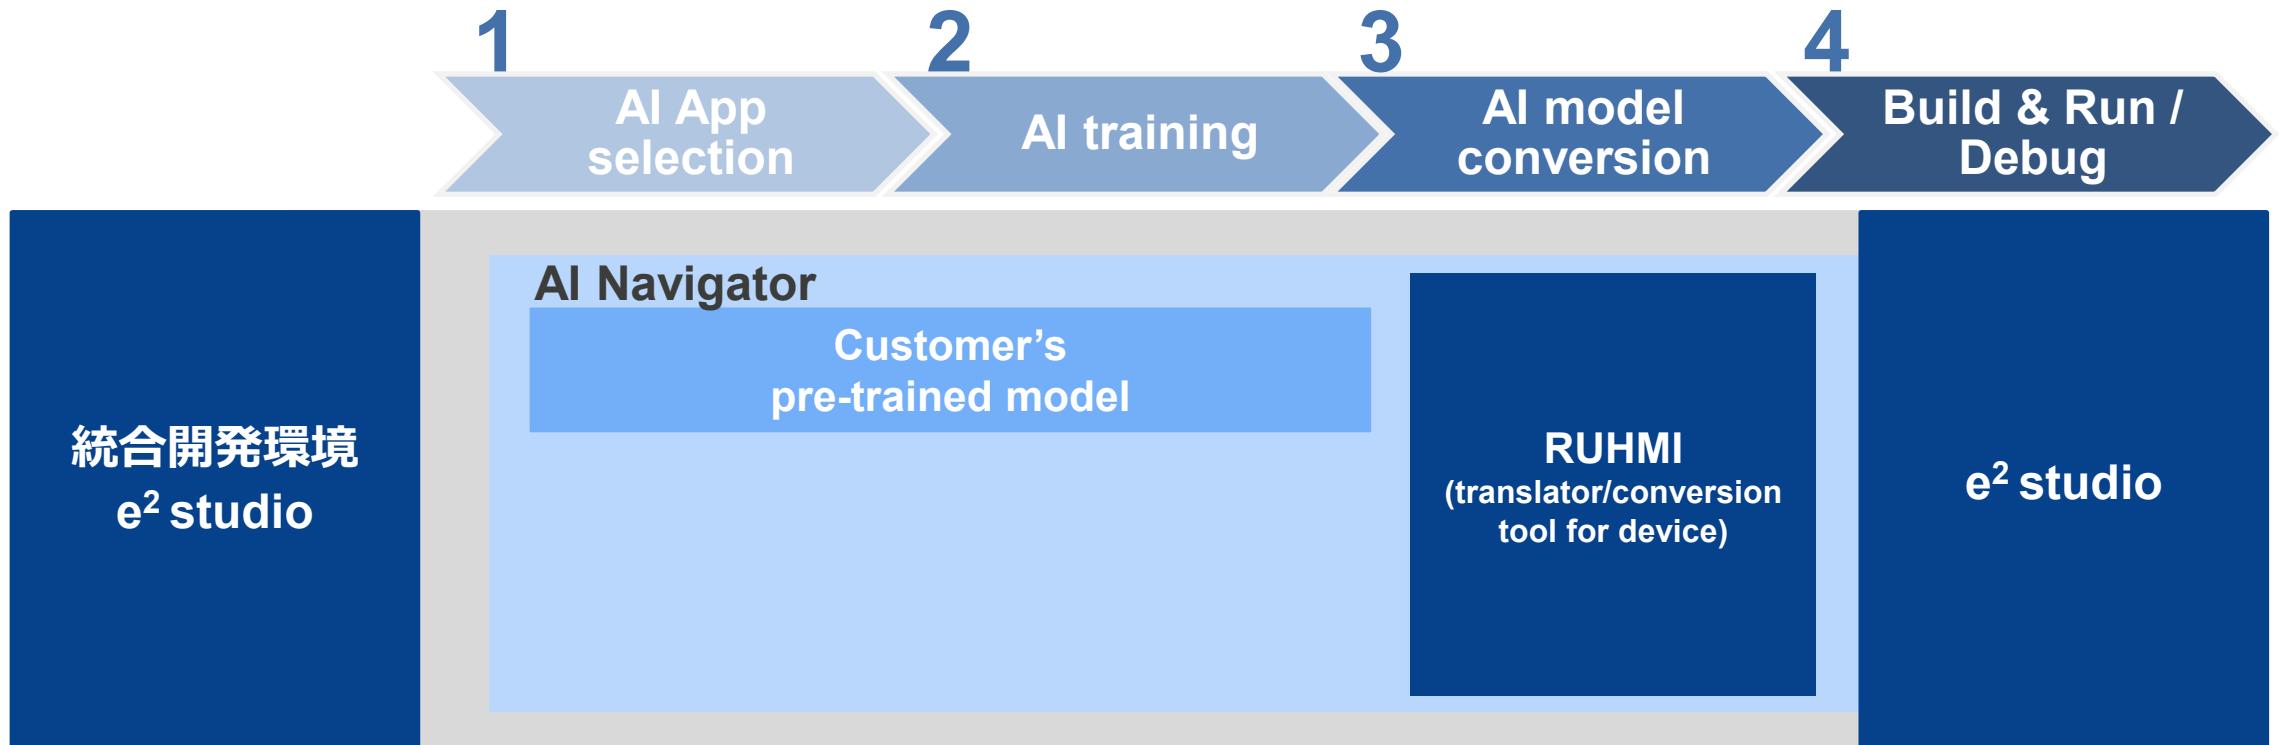 1
2
3
4
AI App
selection
AI training
AI model
conversion
Build & Run /
Debug
AI Navigator
Customer’s
pre-trained model
統合開発環境
e² studio
RUHMI
(translator/conversion
tool for device)
e² studio